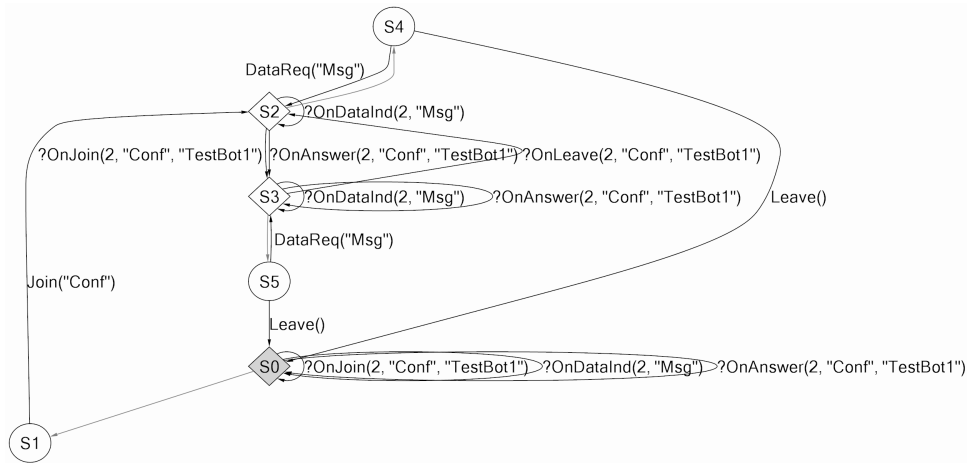 S4
DataReq("Msg")
S2
?OnDataInd(2, "Msg")
?OnJoin(2, "Conf", "TestBot1")
?OnAnswer(2, "Conf", "TestBot1")
?OnLeave(2, "Conf", "TestBot1")
S3
?OnDataInd(2, "Msg")
?OnAnswer(2, "Conf", "TestBot1")
Leave()
DataReq("Msg")
Join("Conf")
S5
Leave()
S0
?OnJoin(2, "Conf", "TestBot1")
?OnDataInd(2, "Msg")
?OnAnswer(2, "Conf", "TestBot1")
S1